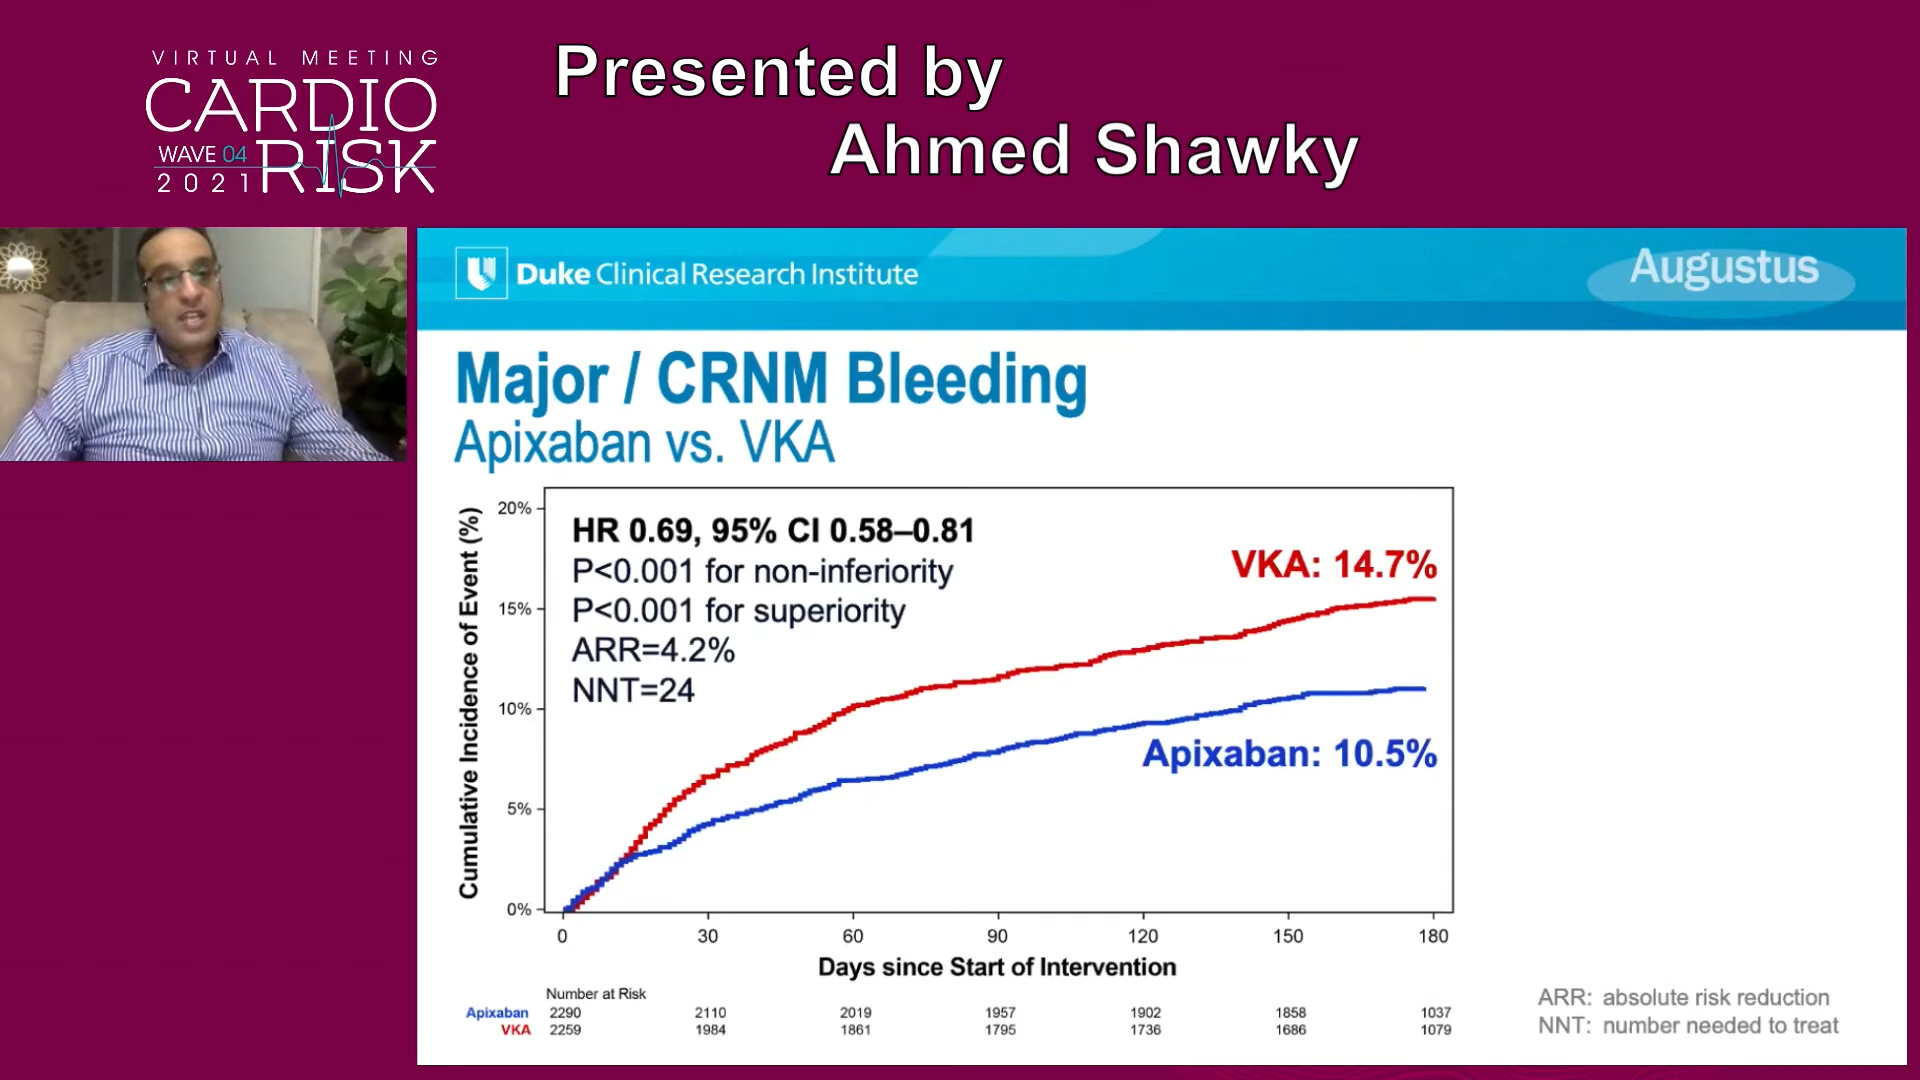 VIRTUAL MEETING
CARDIO
WAVE 04
RISK
2021
Presented by
Ahmed Shawky
Duke Clinical Research Institute
Augustus
Major / CRNM Bleeding
Apixaban vs. VKA
Cumulative Incidence of Event (%)
20%
15%
10%
5%
0%
HR 0.69, 95% CI 0.58–0.81
P<0.001 for non-inferiority
P<0.001 for superiority
ARR=4.2%
NNT=24
VKA: 14.7%
Apixaban: 10.5%
0 30 60 90 120 150 180
Days since Start of Intervention
Number at Risk
Apixaban 2290 2110 2019 1957 1902 1858 1037
VKA 2259 1984 1861 1795 1736 1686 1079
ARR: absolute risk reduction
NNT: number needed to treat